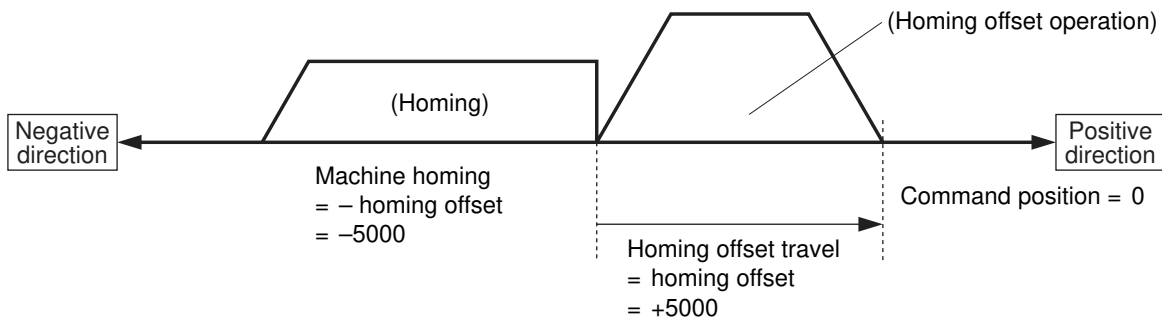 (Homing offset operation)
(Homing)
Negative
direction
Positive
direction
Machine homing
= – homing offset
= –5000
Command position = 0
Homing offset travel
= homing offset
= +5000